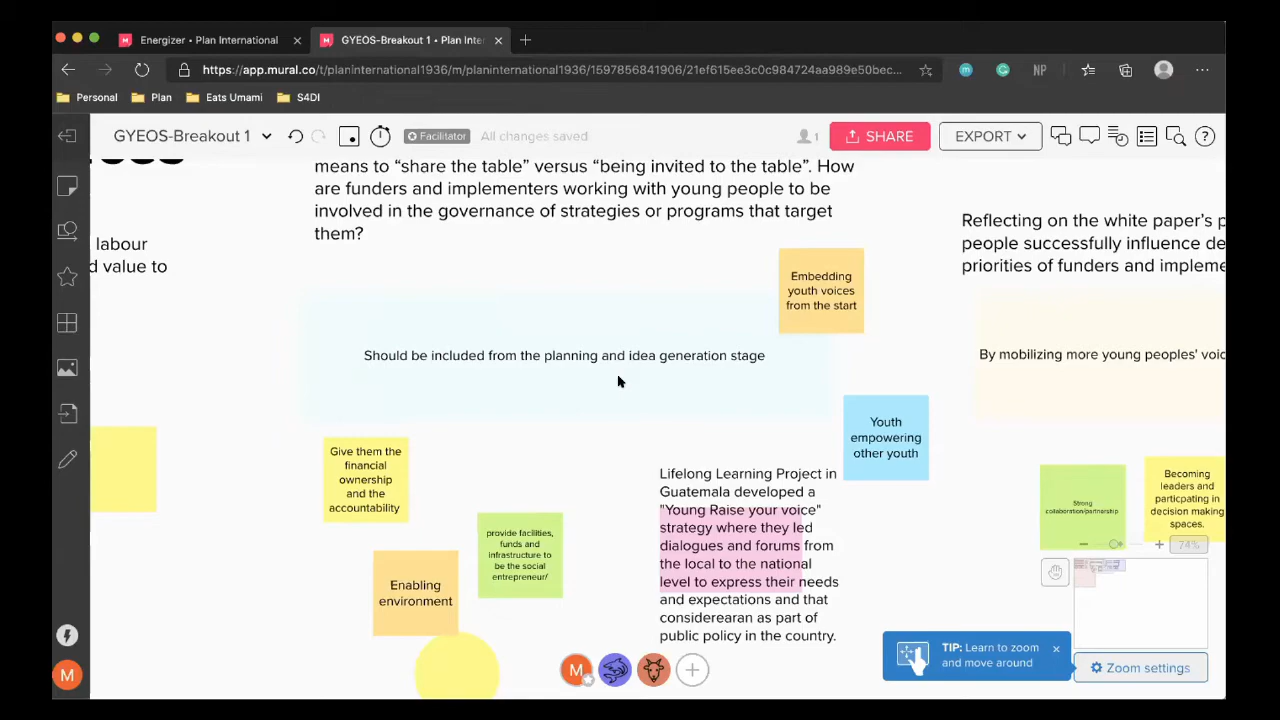 Energizer • Plan International
GYEOS-Breakout 1 • Plan Inte
https://app.mural.co/t/planinternational1936/m/planinternational1936/1597856841906/21ef615ee3c0c984724aa989e50bec...
NP
Personal
Plan
Eats Umami
S4DI
GYEOS-Breakout 1
Facilitator
All changes saved
1
SHARE
EXPORT
means to “share the table” versus “being invited to the table”. How
are funders and implementers working with young people to be
involved in the governance of strategies or programs that target
them?
labour
d value to
Reflecting on the white paper’s p
people successfully influence de
priorities of funders and impleme
Embedding
youth voices
from the start
Should be included from the planning and idea generation stage
By mobilizing more young peoples' voic
Youth
empowering
other youth
Give them the
financial
ownership
and the
accountability
provide facilities,
funds and
infrastructure to
be the social
entrepreneur/
Enabling
environment
Lifelong Learning Project in
Guatemala developed a
"Young Raise your voice"
strategy where they led
dialogues and forums from
the local to the national
level to express their needs
and expectations and that
considerearan as part of
public policy in the country.
Strong
collaboration/partnership
Becoming
leaders and
particpating in
decision making
spaces.
74%
TIP: Learn to zoom
and move around
Zoom settings
M
M